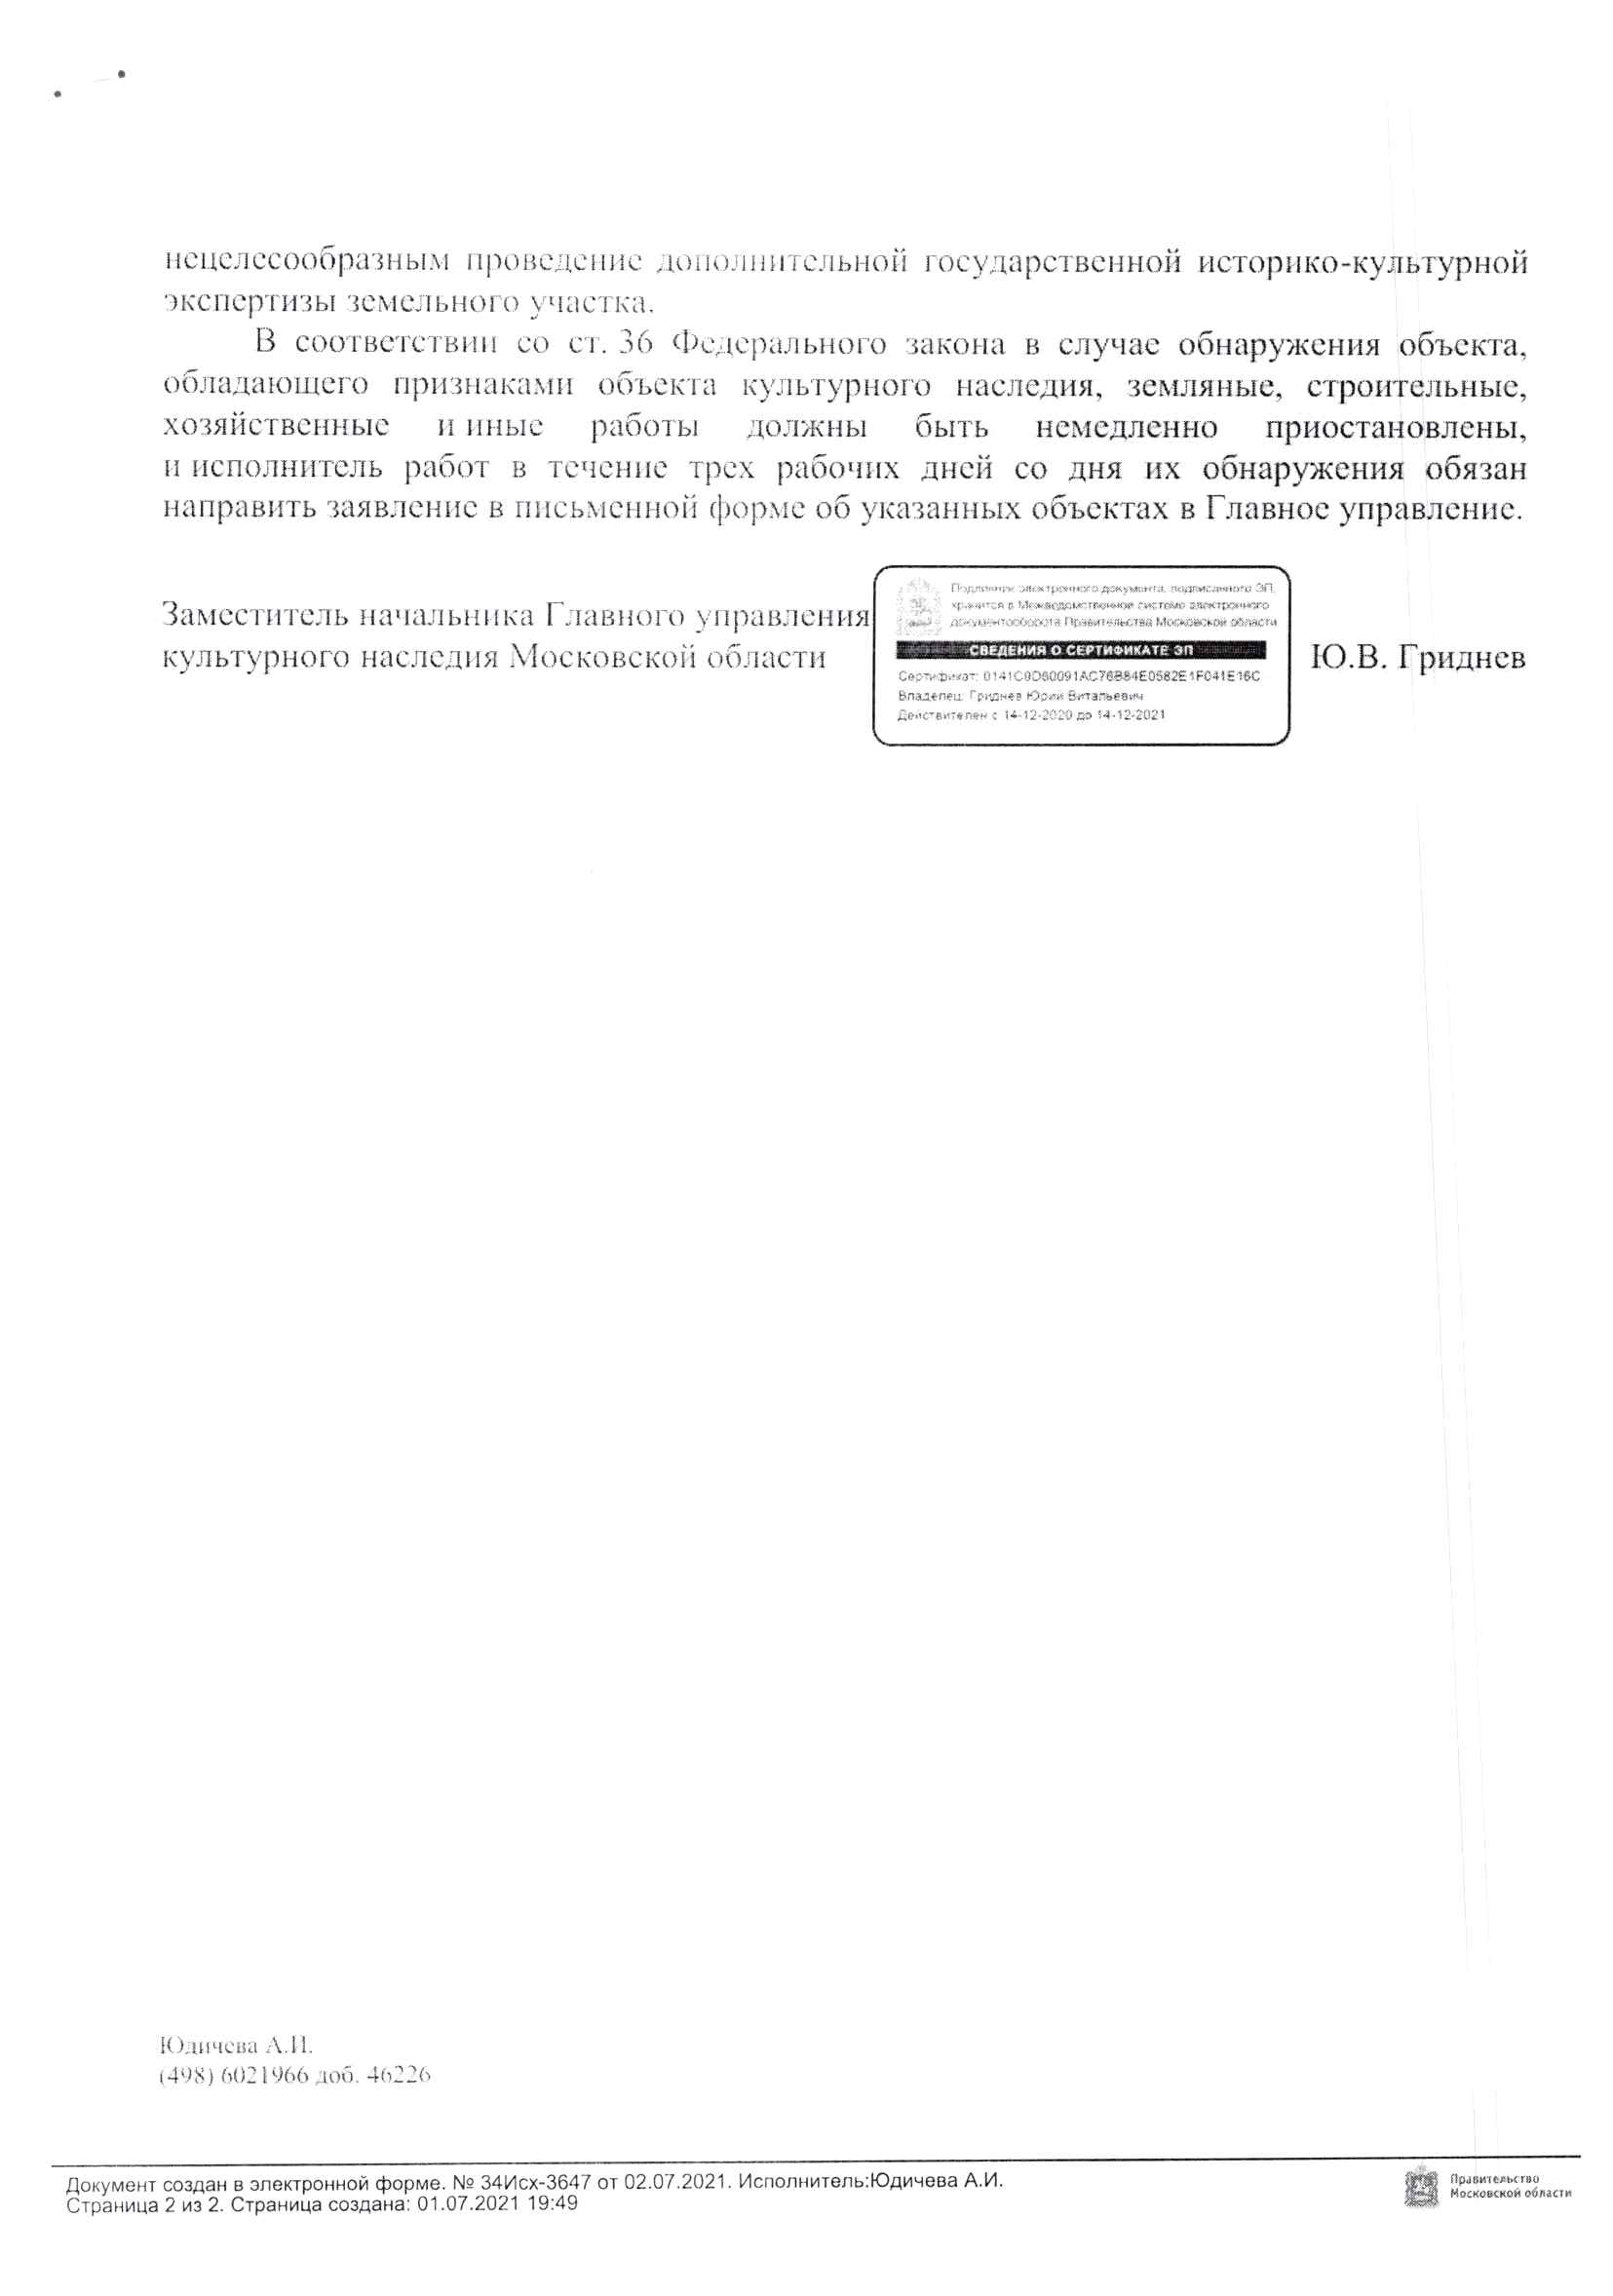 нецелесообразным проведение дополнительной государственной историко-культурной
экспертизы земельного участка.
В соответствии со ст. 36 Федерального закона в случае обнаружения объекта,
обладающего признаками объекта культурного наследия, земляные, строительные,
хозяйственные и иные работы должны быть немедленно приостановлены,
и исполнитель работ в течение трех рабочих дней со дня их обнаружения обязан
направить заявление в письменной форме об указанных объектах в Главное управление.
Заместитель начальника Главного управления
культурного наследия Московской области
Подлинник электронного документа, подписанного ЭП,
хранится в Межведомственной системе электронного
документооборота Правительства Московской области
СВЕДЕНИЯ О СЕРТИФИКАТЕ ЭП
Сертификат: 0141C9D60091AC76B84E0582E1F041E16C
Владелец: Гриднев Юрий Витальевич
Действителен с 14-12-2020 до 14-12-2021
Ю.В. Гриднев
Юдичева А.И.
(498) 6021966 доб. 46226
Документ создан в электронной форме. № 34Исх-3647 от 02.07.2021. Исполнитель:Юдичева А.И.
Страница 2 из 2. Страница создана: 01.07.2021 19:49
Правительство
Московской области